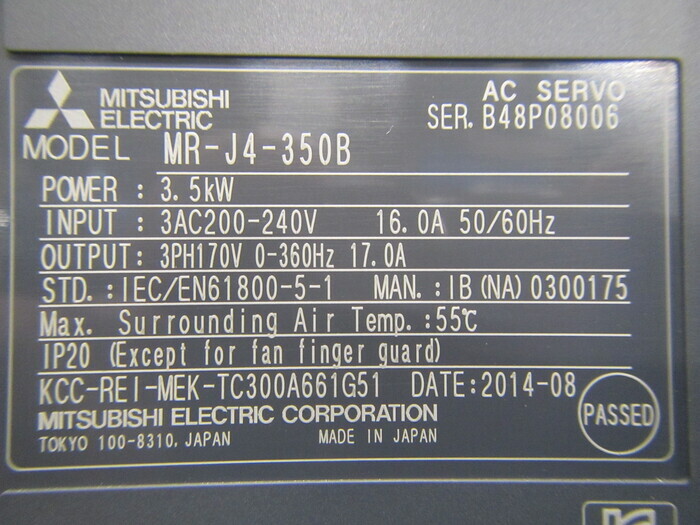 MITSUBISHI
ELECTRIC
AC SERVO
SER. B48P08006
MODEL MR-J4-350B
POWER : 3.5kW
INPUT : 3AC200-240V 16.0A 50/60Hz
OUTPUT: 3PH170V 0-360Hz 17.0A
STD. : IEC/EN61800-5-1 MAN. : IB(NA)0300175
Max. Surrounding Air Temp. :55℃
IP20 (Except for fan finger guard)
KCC-REI-MEK-TC300A661G51 DATE:2014-08
MITSUBISHI ELECTRIC CORPORATION
TOKYO 100-8310, JAPAN MADE IN JAPAN
PASSED